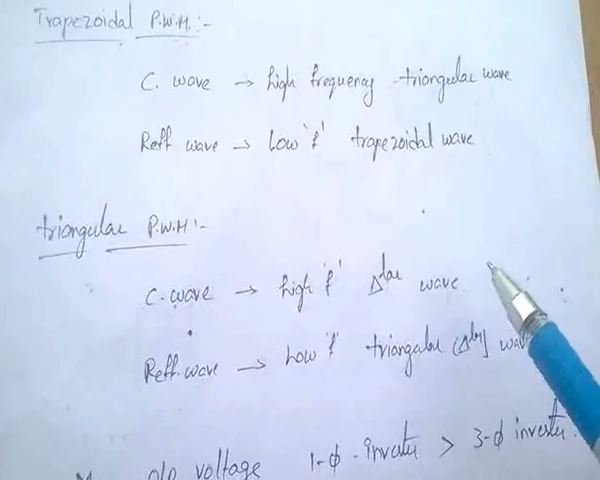 Trapezoidal P.W.M:-
C. wave → high frequency triangular wave
Reff wave → Low 'f' trapezoidal wave
triangular P.W.M:-
C. wave → high 'f' Δlar wave
Reff. wave → Low 'f' triangular (Δlar)
o/p voltage 1-ϕ -inverter > 3-ϕ inverter.